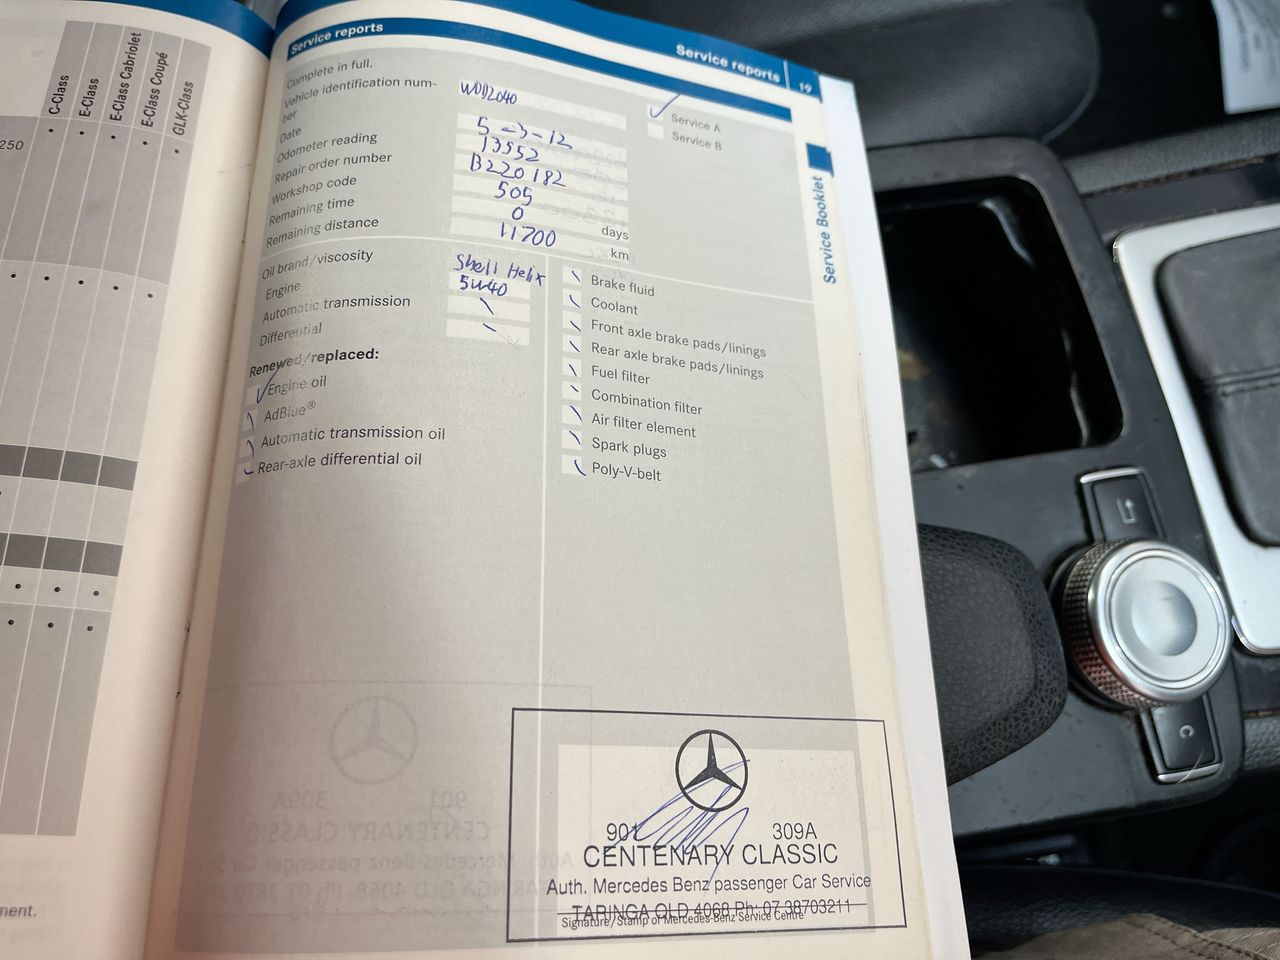 C-Class
E-Class
E-Class Cabriolet
E-Class Coupé
GLK-Class
250
ment.
Service reports
Service reports 19
Complete in full.
Vehicle identification num-
ber WDD2040
Date 5-3-12
Odometer reading 13552
Repair order number B220182
Workshop code 505
Remaining time 0 days
Remaining distance 11700 km
Service A
Service B
Oil brand/viscosity
Engine Shell Helix
5W40
Automatic transmission
Differential
Renewed/replaced:
Engine oil
AdBlue®
Automatic transmission oil
Rear-axle differential oil
Brake fluid
Coolant
Front axle brake pads/linings
Rear axle brake pads/linings
Fuel filter
Combination filter
Air filter element
Spark plugs
Poly-V-belt
Service Booklet
901 309A
CENTENARY CLASSIC
Auth. Mercedes Benz passenger Car Service
TARINGA QLD 4068 Ph: 07 38703211
Signature/Stamp of Mercedes-Benz Service Centre
C